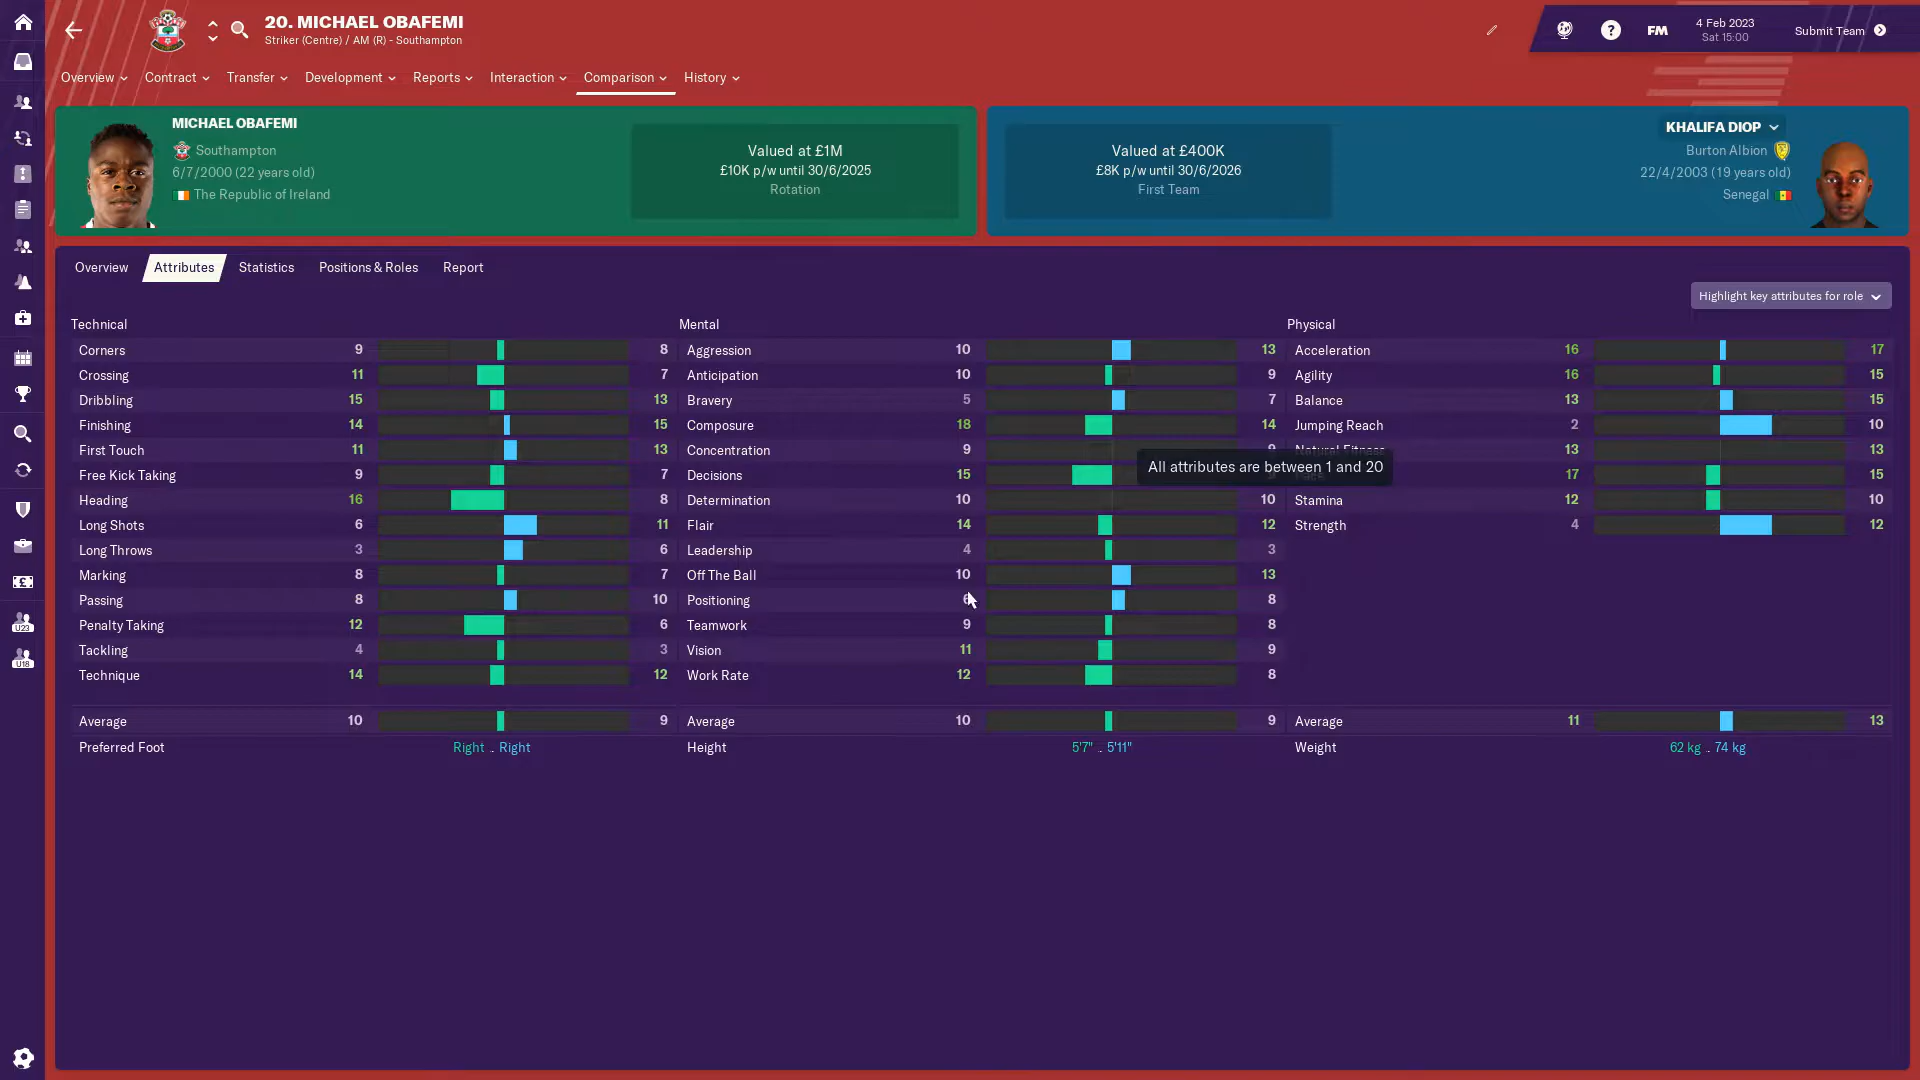 20. MICHAEL OBAFEMI
Striker (Centre) / AM (R) - Southampton
FM
4 Feb 2023
Sat 15:00
Submit Team
Overview Contract Transfer Development Reports Interaction Comparison History
MICHAEL OBAFEMI
Southampton
6/7/2000 (22 years old)
The Republic of Ireland
Valued at £1M
£10K p/w until 30/6/2025
Rotation
Valued at £400K
£8K p/w until 30/6/2026
First Team
KHALIFA DIOP
Burton Albion
22/4/2003 (19 years old)
Senegal
Overview Attributes Statistics Positions & Roles Report
Highlight key attributes for role
Technical
Corners 9 8
Crossing 11 7
Dribbling 15 13
Finishing 14 15
First Touch 11 13
Free Kick Taking 9 7
Heading 16 8
Long Shots 6 11
Long Throws 3 6
Marking 8 7
Passing 8 10
Penalty Taking 12 6
Tackling 4 3
Technique 14 12
Average 10 9
Preferred Foot Right .. Right
Mental
Aggression 10 13
Anticipation 10 9
Bravery 5 7
Composure 18 14
Concentration 9 9
Decisions 15
Determination 10 10
Flair 14 12
Leadership 4 3
Off The Ball 10 13
Positioning 8
Teamwork 9 8
Vision 11 9
Work Rate 12 8
Average 10 9
Height 5'7" .. 5'11"
Physical
Acceleration 16 17
Agility 16 15
Balance 13 15
Jumping Reach 2 10
Natural Fitness 13 13
17 15
Stamina 12 10
Strength 4 12
Average 11 13
Weight 62 kg .. 74 kg
All attributes are between 1 and 20
U23
U18